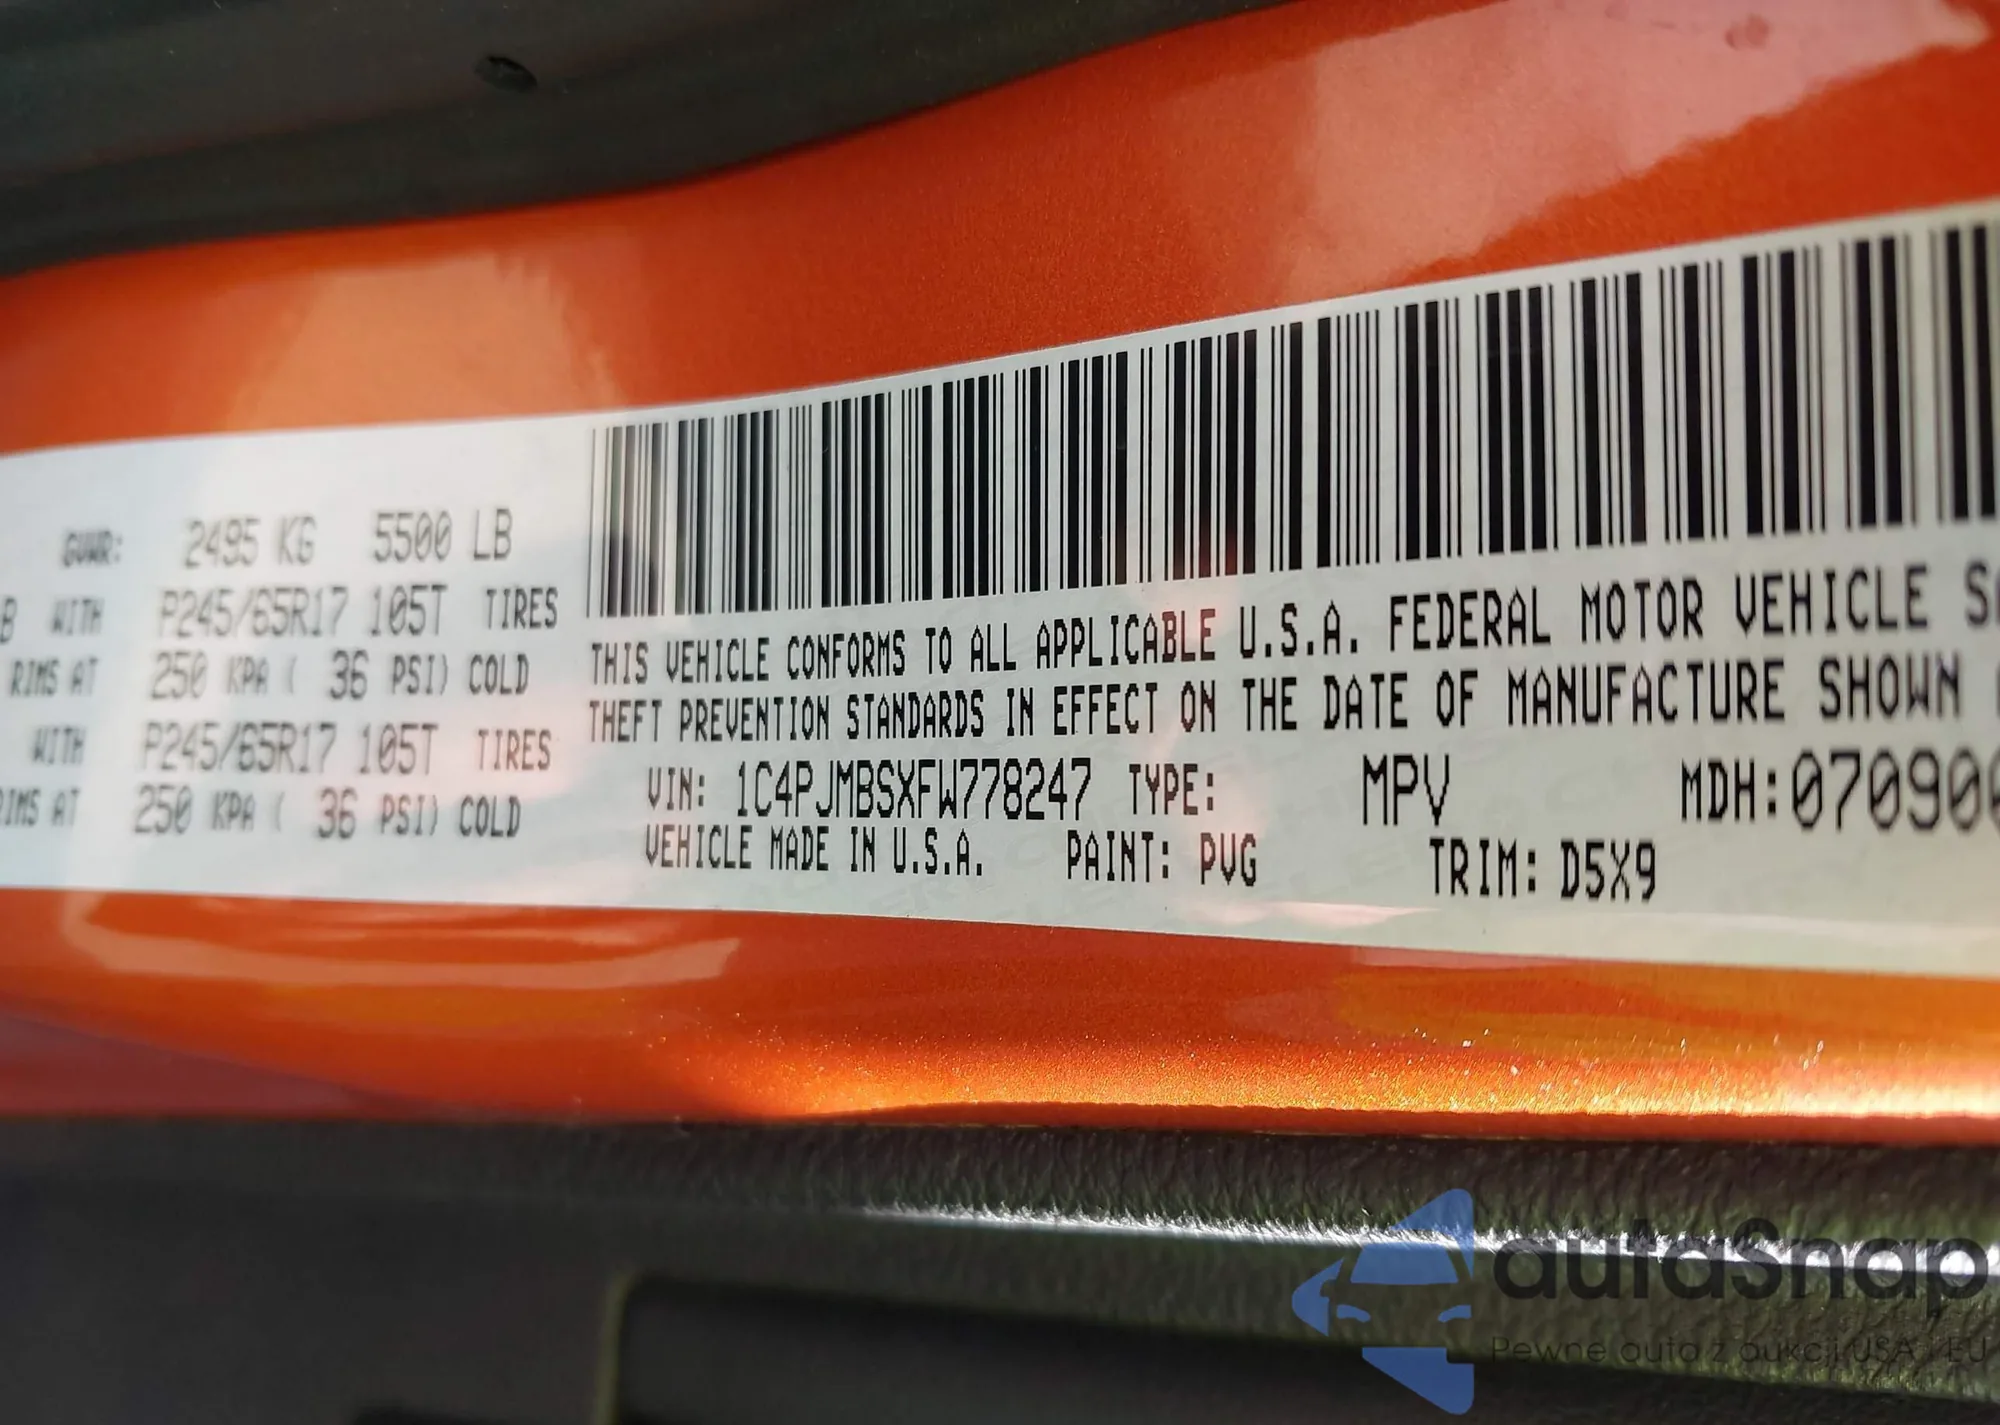 GVWR: 2495 KG 5500 LB
B WITH P245/65R17 105T TIRES
RIMS AT 250 KPA ( 36 PSI) COLD
WITH P245/65R17 105T TIRES
RIMS AT 250 KPA ( 36 PSI) COLD
THIS VEHICLE CONFORMS TO ALL APPLICABLE U.S.A. FEDERAL MOTOR VEHICLE
THEFT PREVENTION STANDARDS IN EFFECT ON THE DATE OF MANUFACTURE SHOWN
VIN: 1C4PJMBSXFW778247 TYPE: MPV MDH:070900
VEHICLE MADE IN U.S.A. PAINT: PVG TRIM: D5X9
autaSnap
Pewne auta z aukcji USA i EU